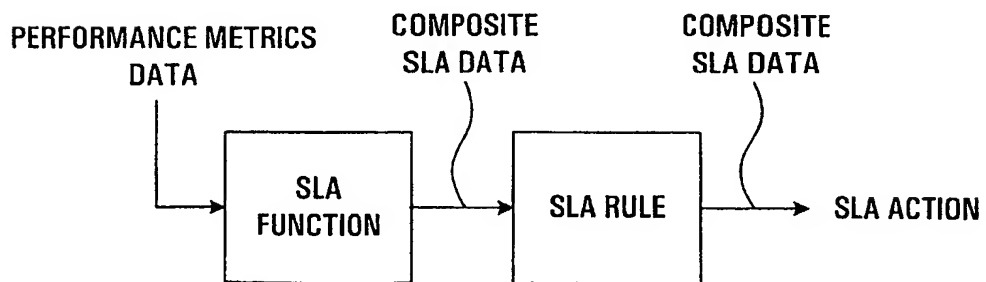 PERFORMANCE METRICS
DATA
COMPOSITE
SLA DATA
COMPOSITE
SLA DATA
SLA
FUNCTION
SLA RULE
SLA ACTION